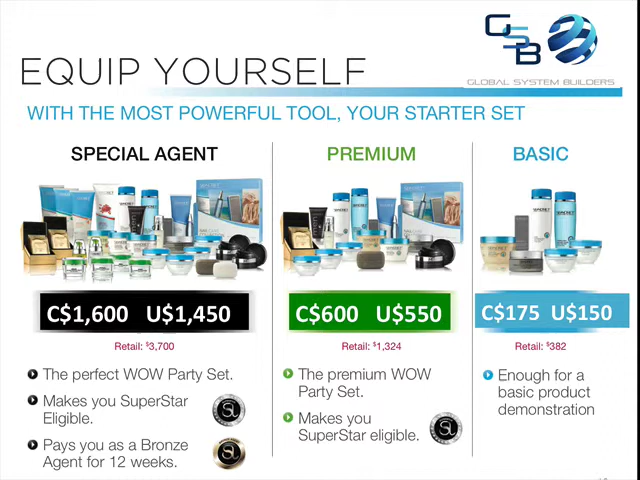 GSB
GLOBAL SYSTEM BUILDERS
EQUIP YOURSELF
WITH THE MOST POWERFUL TOOL, YOUR STARTER SET
SPECIAL AGENT
C$1,600 U$1,450
Retail: $3,700
The perfect WOW Party Set.
Makes you SuperStar
Eligible.
Pays you as a Bronze
Agent for 12 weeks.
PREMIUM
C$600 U$550
Retail: $1,324
The premium WOW
Party Set.
Makes you
SuperStar eligible.
BASIC
C$175 U$150
Retail: $382
Enough for a
basic product
demonstration